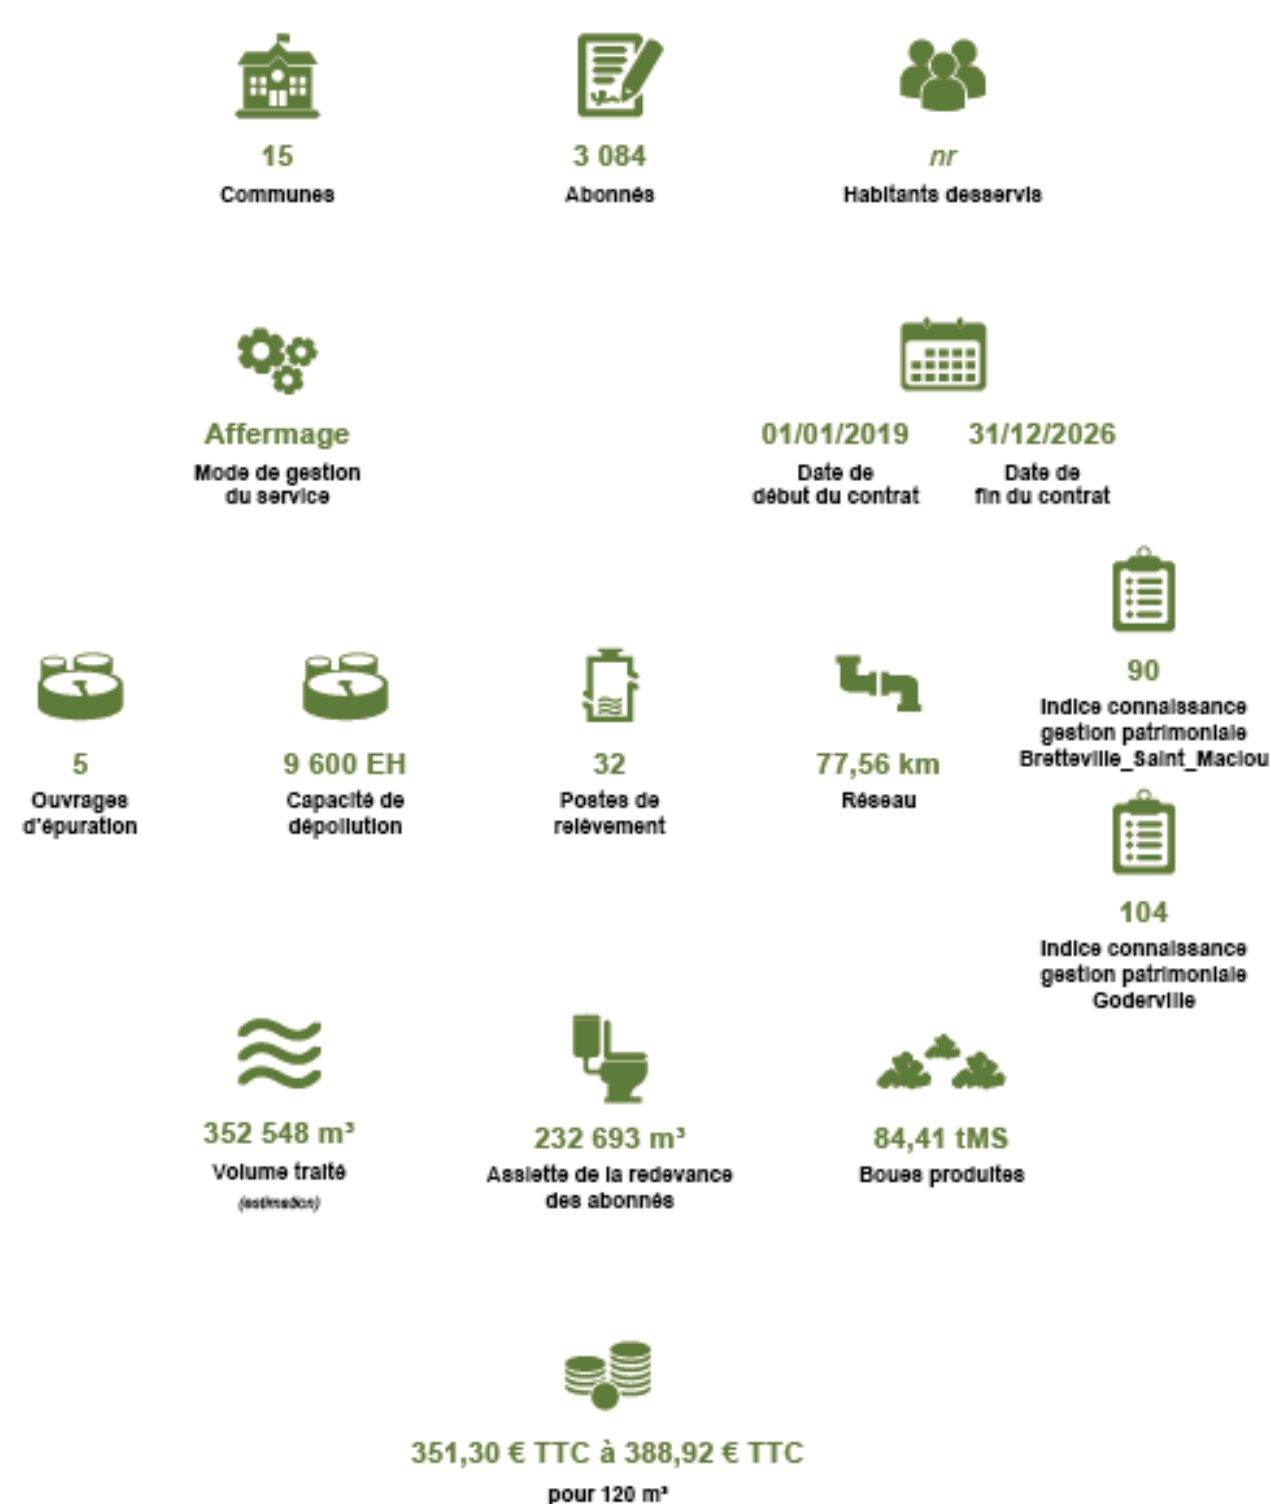 15
Communes
3 084
Abonnés
nr
Habitants desservis
Affermage
Mode de gestion
du service
01/01/2019
Date de
début du contrat
31/12/2026
Date de
fin du contrat
5
Ouvrages
d'épuration
9 600 EH
Capacité de
dépollution
32
Postes de
relèvement
77,56 km
Réseau
90
Indice connaissance
gestion patrimoniale
Bretteville_Saint_Maclou
104
Indice connaissance
gestion patrimoniale
Goderville
352 548 m³
Volume traité
(estimation)
232 693 m³
Assiette de la redevance
des abonnés
84,41 tMS
Boues produites
351,30 € TTC à 388,92 € TTC
pour 120 m³